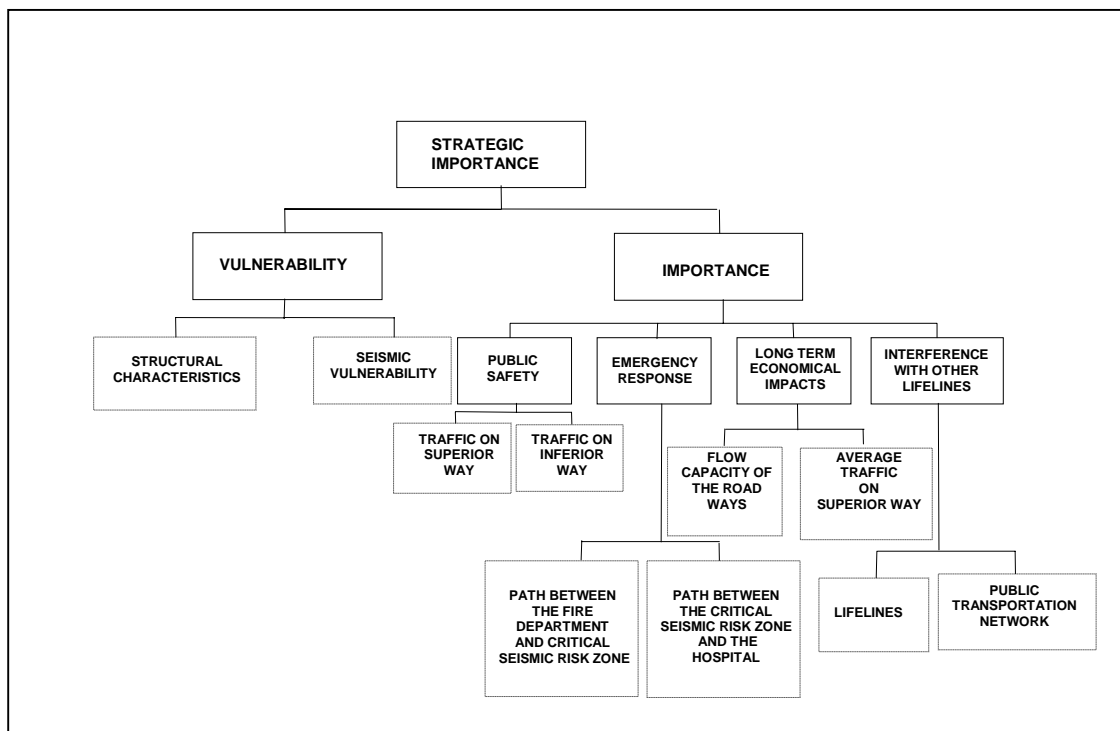 STRATEGIC
IMPORTANCE
VULNERABILITY
IMPORTANCE
STRUCTURAL
CHARACTERISTICS
SEISMIC
VULNERABILITY
PUBLIC
SAFETY
EMERGENCY
RESPONSE
LONG TERM
ECONOMICAL
IMPACTS
INTERFERENCE
WITH OTHER
LIFELINES
TRAFFIC ON
SUPERIOR
WAY
TRAFFIC ON
INFERIOR
WAY
FLOW
CAPACITY OF
THE ROAD
WAYS
AVERAGE
TRAFFIC
ON
SUPERIOR WAY
PATH BETWEEN
THE FIRE
DEPARTMENT
AND CRITICAL
SEISMIC RISK ZONE
PATH BETWEEN
THE CRITICAL
SEISMIC RISK ZONE
AND THE
HOSPITAL
LIFELINES
PUBLIC
TRANSPORTATION
NETWORK